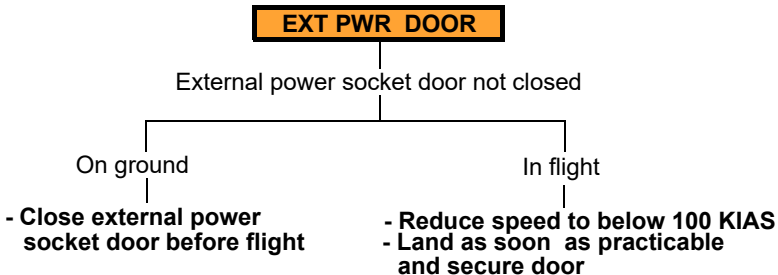 EXT PWR DOOR
External power socket door not closed
On ground
- Close external power
socket door before flight
In flight
- Reduce speed to below 100 KIAS
- Land as soon as practicable
and secure door